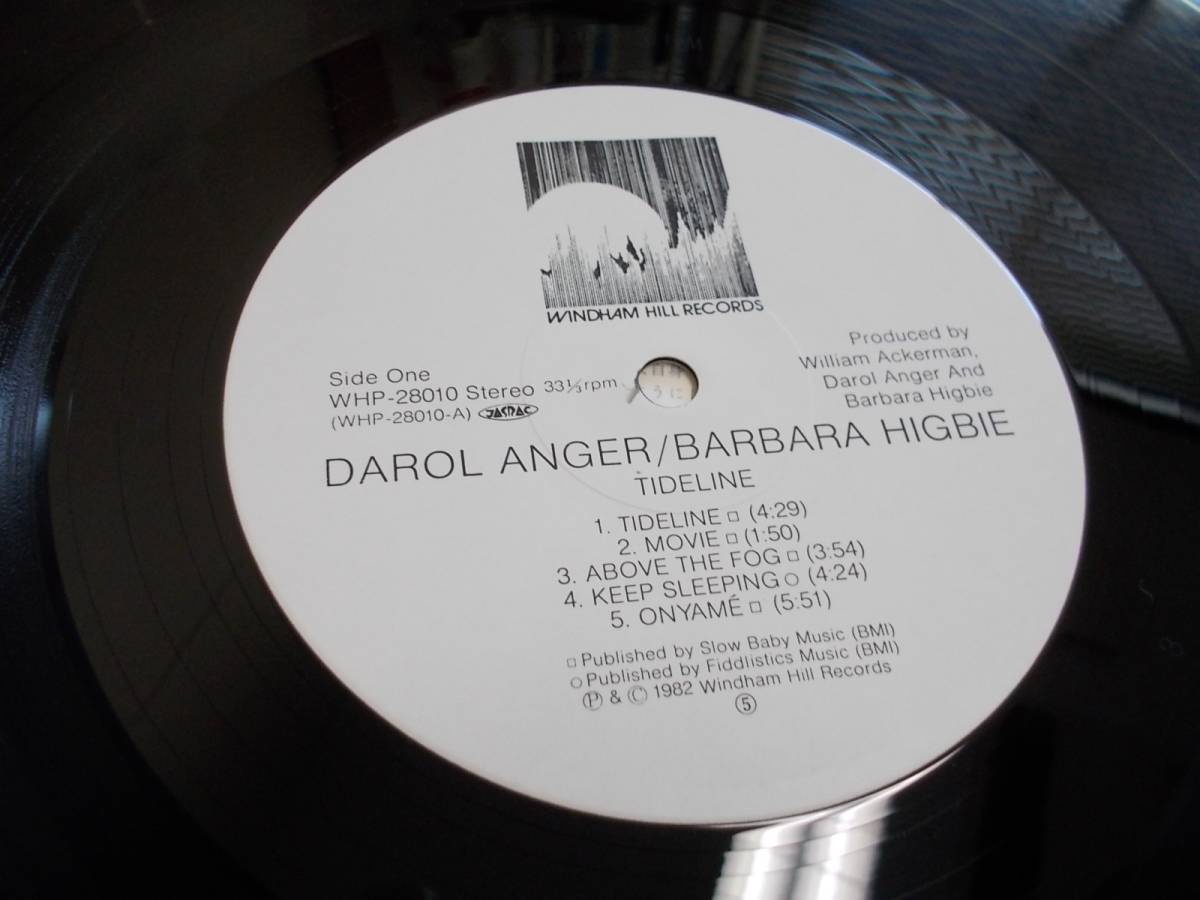 WINDHAM HILL RECORDS
Side One
WHP-28010 Stereo 33⅓rpm
(WHP-28010-A) JASRAC
Produced by
William Ackerman,
Darol Anger And
Barbara Higbie
DAROL ANGER/BARBARA HIGBIE
TIDELINE
1. TIDELINE □ (4:29)
2. MOVIE □ (1:50)
3. ABOVE THE FOG □ (3:54)
4. KEEP SLEEPING ○ (4:24)
5. ONYAMÉ □ (5:51)
□ Published by Slow Baby Music (BMI)
○ Published by Fiddlistics Music (BMI)
Ⓟ & © 1982 Windham Hill Records
⑤